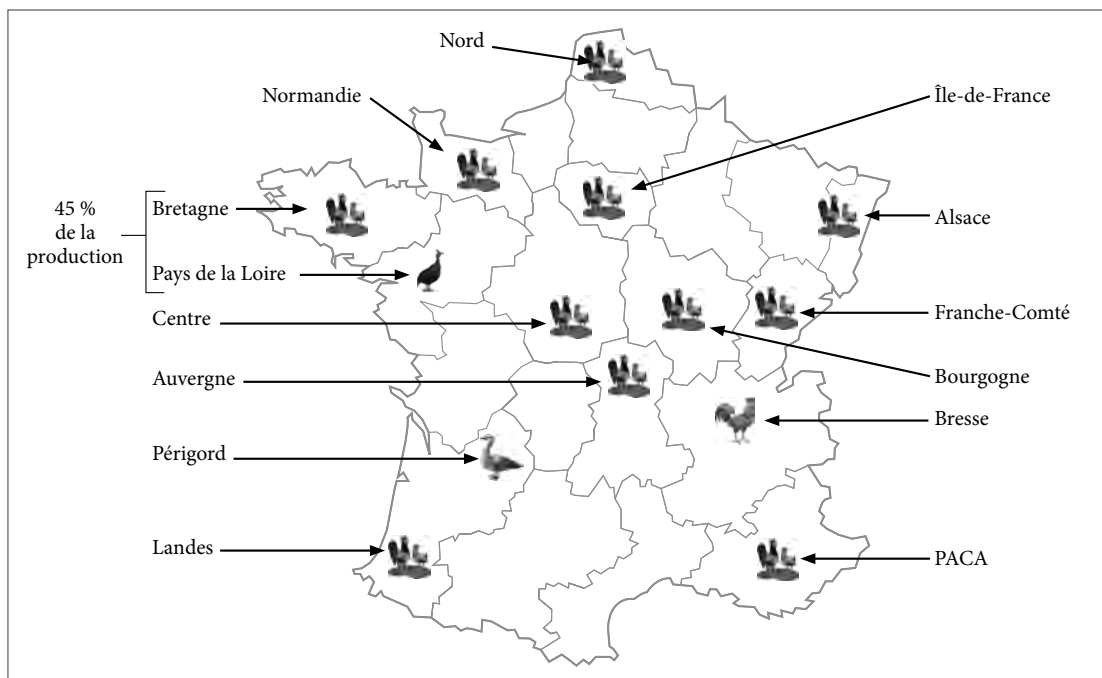 Nord
Normandie
Île-de-France
45 %
de la
production
Bretagne
Alsace
Pays de la Loire
Centre
Franche-Comté
Auvergne
Bourgogne
Bresse
Périgord
Landes
PACA